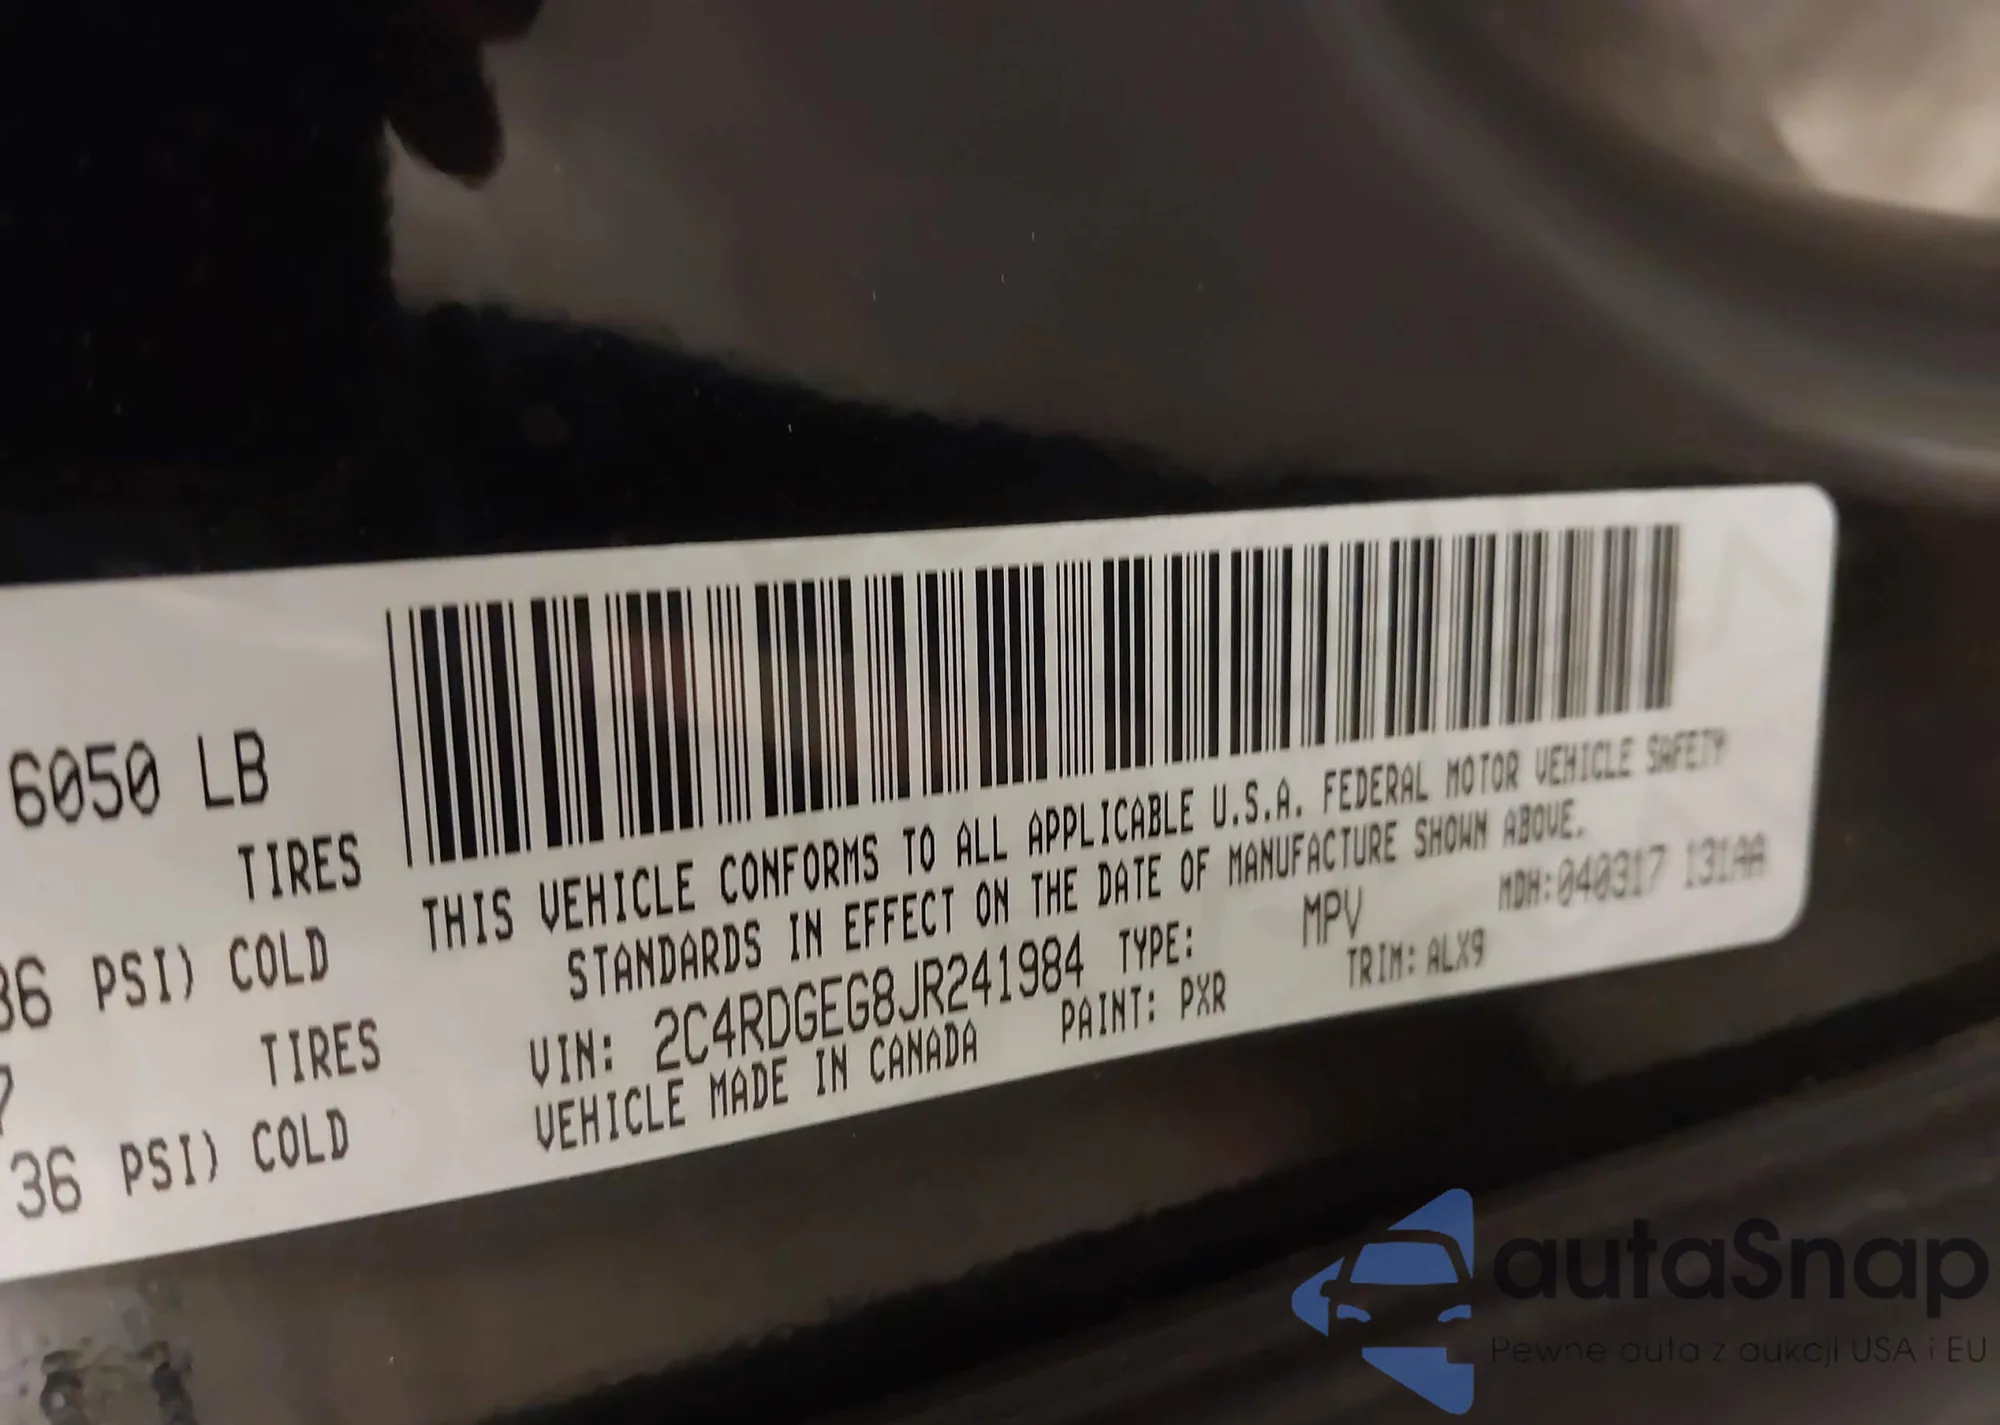 6050 LB
TIRES
36 PSI) COLD
7
TIRES
36 PSI) COLD
THIS VEHICLE CONFORMS TO ALL APPLICABLE U.S.A. FEDERAL MOTOR VEHICLE SAFETY
STANDARDS IN EFFECT ON THE DATE OF MANUFACTURE SHOWN ABOVE.
MDH:040317 131AA
VIN: 2C4RDGEG8JR241984 TYPE: MPV
VEHICLE MADE IN CANADA PAINT: PXR TRIM: ALX9
autaSnap
Pewne auta z aukcji USA i EU